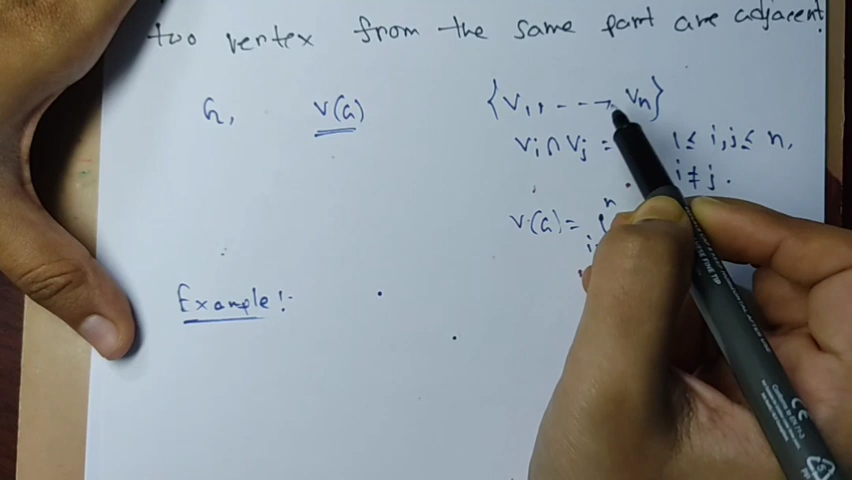 two vertex from the same part are adjacent.
G, V(G) {V₁, - - - , Vn}
Vi ∩ Vj = 1 ≤ i, j ≤ n,
i ≠ j.
V(G) = n
i
Example:-